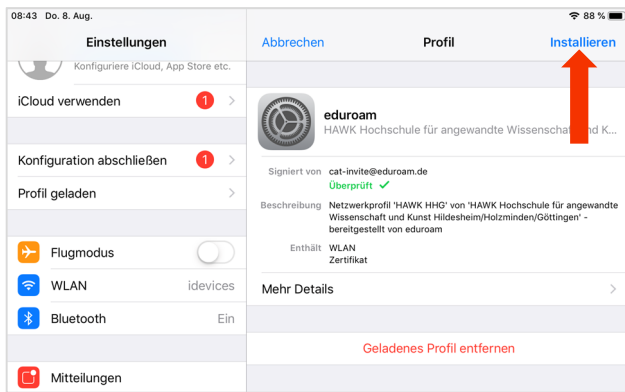 08:43 Do. 8. Aug.
88 %
Einstellungen
Konfiguriere iCloud, App Store etc.
iCloud verwenden 1
Konfiguration abschließen 1
Profil geladen
Flugmodus
WLAN idevices
Bluetooth Ein
Mitteilungen
Abbrechen Profil Installieren
eduroam
HAWK Hochschule für angewandte Wissenschaft und K...
Signiert von cat-invite@eduroam.de
Überprüft
Beschreibung Netzwerkprofil 'HAWK HHG' von 'HAWK Hochschule für angewandte
Wissenschaft und Kunst Hildesheim/Holzminden/Göttingen' -
bereitgestellt von eduroam
Enthält WLAN
Zertifikat
Mehr Details
Geladenes Profil entfernen